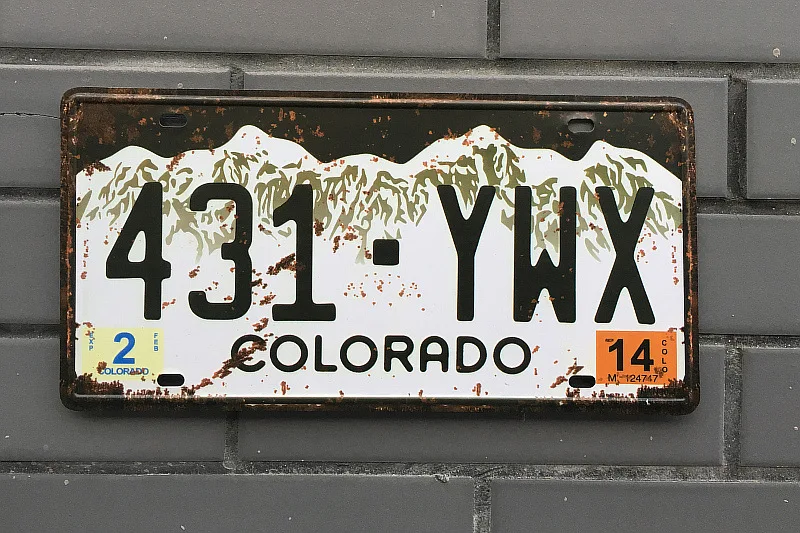 431·YWX
COLORADO
EXP 2 FEB
COLORADO
14 COLO
M 124747